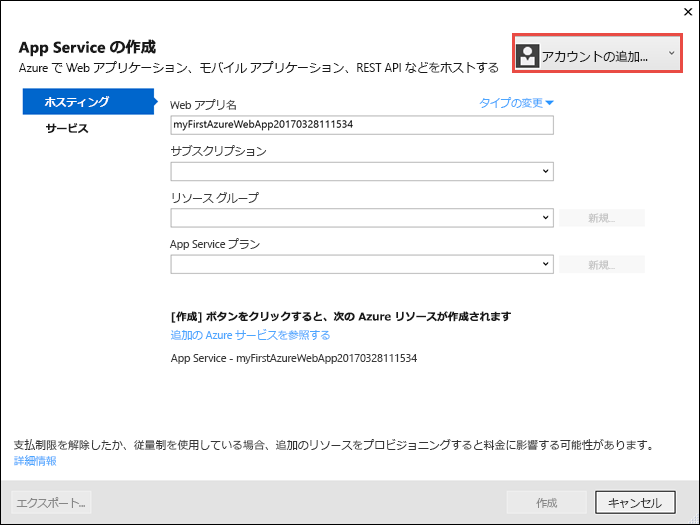 App Service の作成
Azure で Web アプリケーション、モバイル アプリケーション、REST API などをホストする
アカウントの追加...
ホスティング
サービス
Web アプリ名
タイプの変更
myFirstAzureWebApp20170328111534
サブスクリプション
リソース グループ
新規...
App Service プラン
新規...
[作成] ボタンをクリックすると、次の Azure リソースが作成されます
追加の Azure サービスを参照する
App Service - myFirstAzureWebApp20170328111534
支払制限を解除したか、従量制を使用している場合、追加のリソースをプロビジョニングすると料金に影響する可能性があります。
詳細情報
エクスポート...
作成
キャンセル